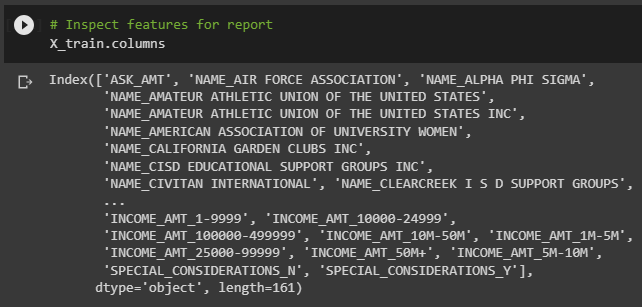 # Inspect features for report
X_train.columns
Index(['ASK_AMT', 'NAME_AIR FORCE ASSOCIATION', 'NAME_ALPHA PHI SIGMA',
'NAME_AMATEUR ATHLETIC UNION OF THE UNITED STATES',
'NAME_AMATEUR ATHLETIC UNION OF THE UNITED STATES INC',
'NAME_AMERICAN ASSOCIATION OF UNIVERSITY WOMEN',
'NAME_CALIFORNIA GARDEN CLUBS INC',
'NAME_CISD EDUCATIONAL SUPPORT GROUPS INC',
'NAME_CIVITAN INTERNATIONAL', 'NAME_CLEARCREEK I S D SUPPORT GROUPS',
...
'INCOME_AMT_1-9999', 'INCOME_AMT_10000-24999',
'INCOME_AMT_100000-499999', 'INCOME_AMT_10M-50M', 'INCOME_AMT_1M-5M',
'INCOME_AMT_25000-99999', 'INCOME_AMT_50M+', 'INCOME_AMT_5M-10M',
'SPECIAL_CONSIDERATIONS_N', 'SPECIAL_CONSIDERATIONS_Y'],
dtype='object', length=161)